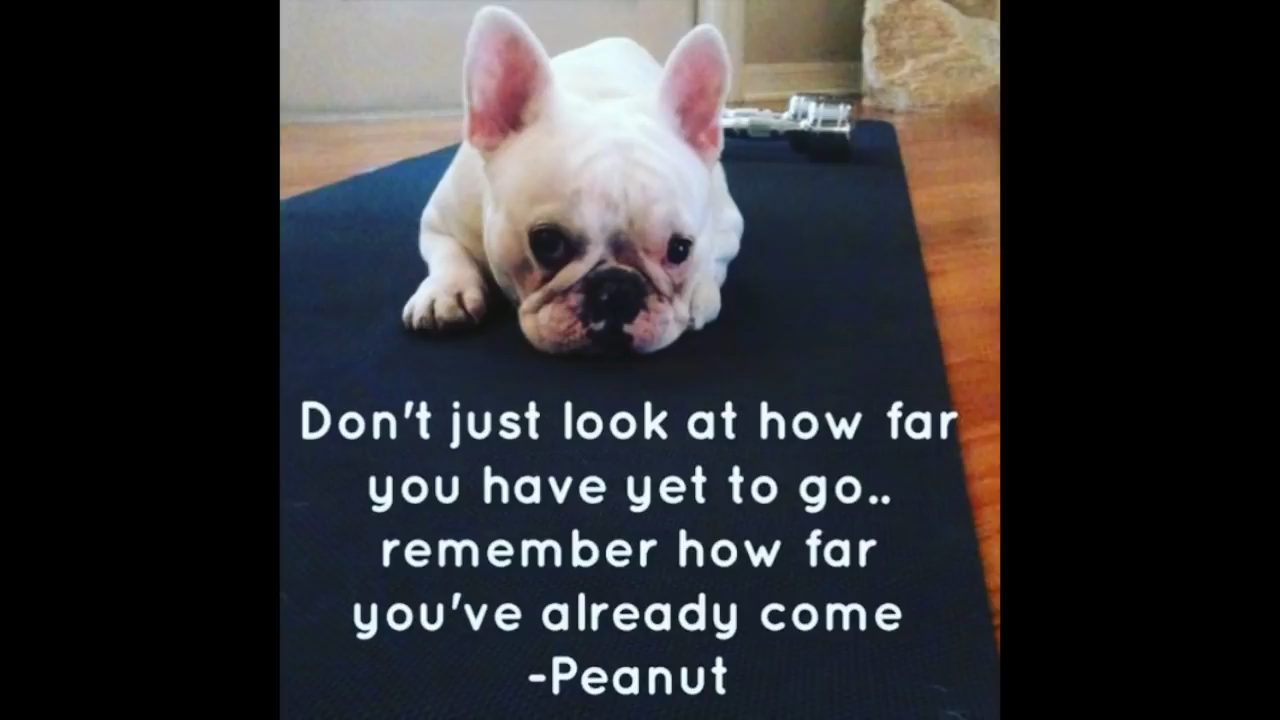 Don't just look at how far
you have yet to go..
remember how far
you've already come
-Peanut